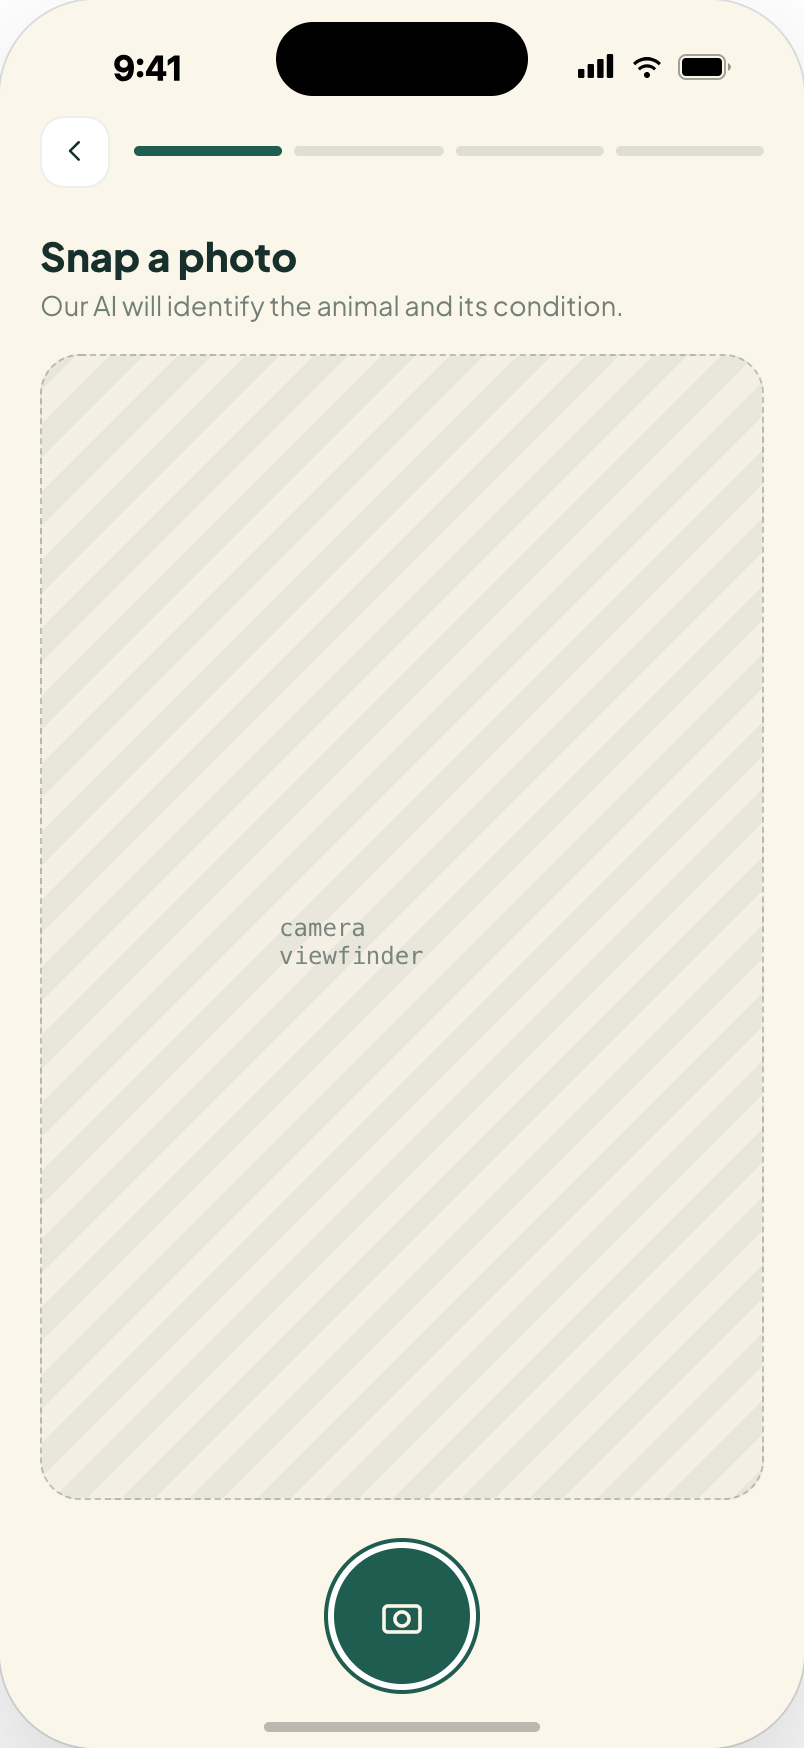 9:41
Snap a photo
Our AI will identify the animal and its condition.
camera
viewfinder